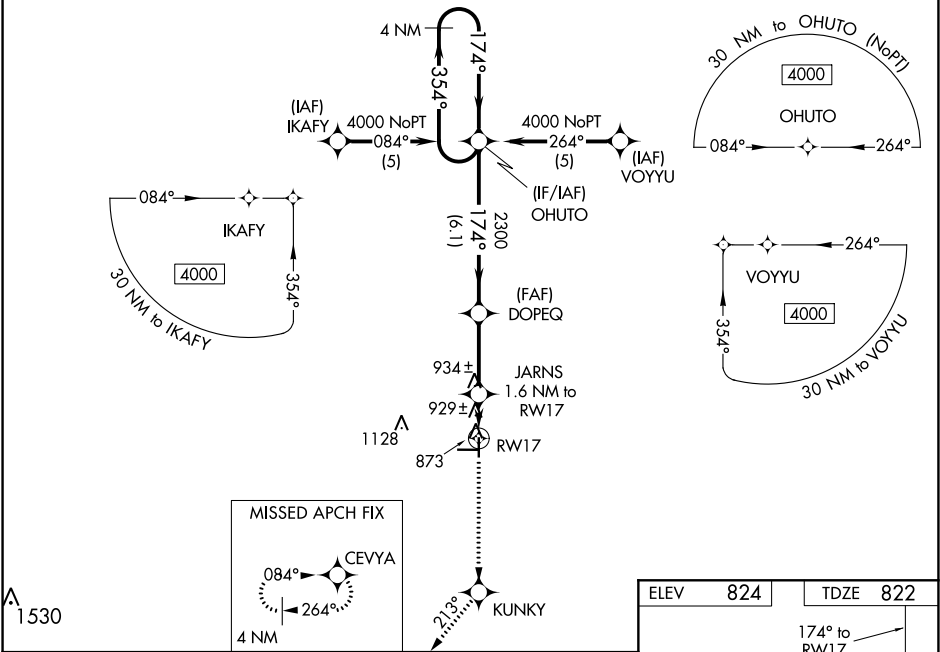 4 NM
174°
354°
30 NM to OHUTO (NoPT)
4000
OHUTO
084°
264°
(IAF)
IKAFY
4000 NoPT
084°
(5)
4000 NoPT
264°
(5)
(IAF)
VOYYU
(IF/IAF)
OHUTO
084°
IKAFY
4000
354°
30 NM to IKAFY
2300
174°
(6.1)
264°
VOYYU
4000
354°
30 NM to VOYYU
(FAF)
DOPEQ
934±
JARNS
1.6 NM to
RW17
929±
1128
873
RW17
MISSED APCH FIX
CEVYA
084°
264°
4 NM
1530
213°
KUNKY
ELEV 824
TDZE 822
174° to
RW17